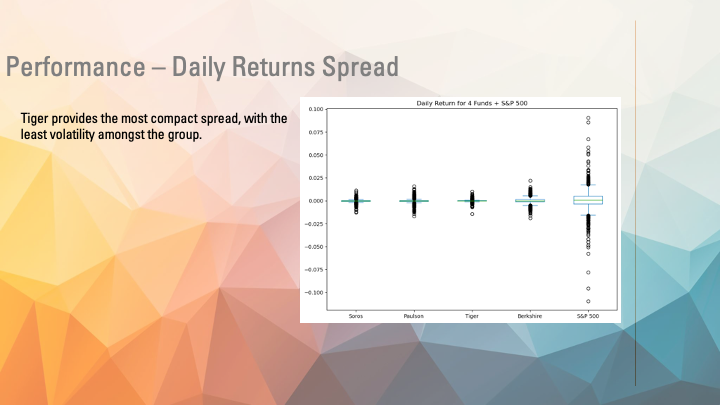 Performance – Daily Returns Spread
Tiger provides the most compact spread, with the
least volatility amongst the group.
Daily Return for 4 Funds + S&P 500
0.100
0.075
0.050
0.025
0.000
−0.025
−0.050
−0.075
−0.100
Soros Paulson Tiger Berkshire S&P 500